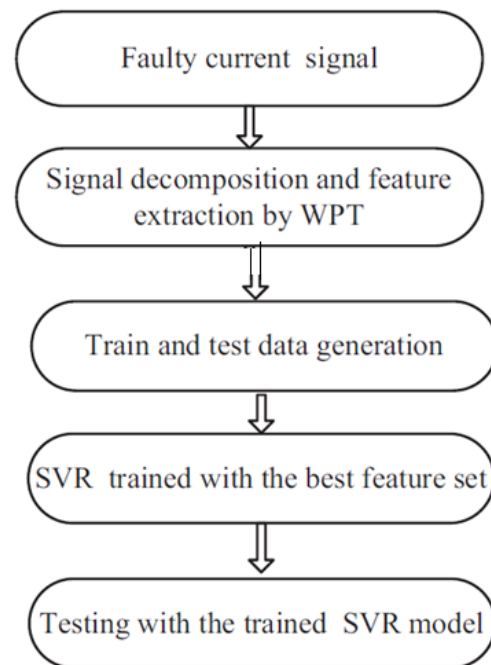 Faulty current signal
Signal decomposition and feature
extraction by WPT
Train and test data generation
SVR trained with the best feature set
Testing with the trained SVR model